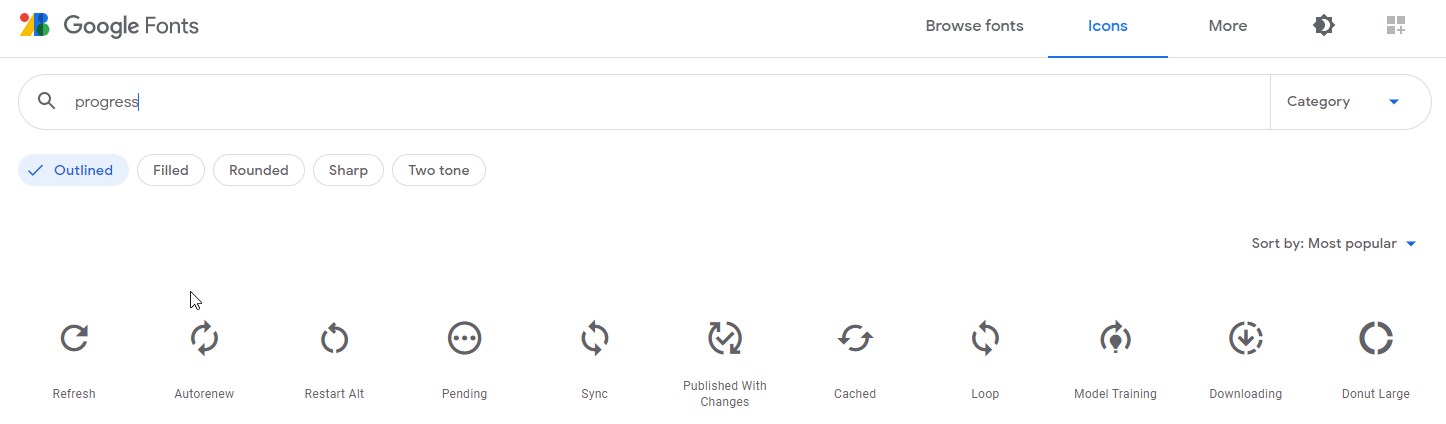 Google Fonts
Browse fonts
Icons
More
progress
Category
Outlined
Filled
Rounded
Sharp
Two tone
Sort by: Most popular
Refresh
Autorenew
Restart Alt
Pending
Sync
Published With
Changes
Cached
Loop
Model Training
Downloading
Donut Large